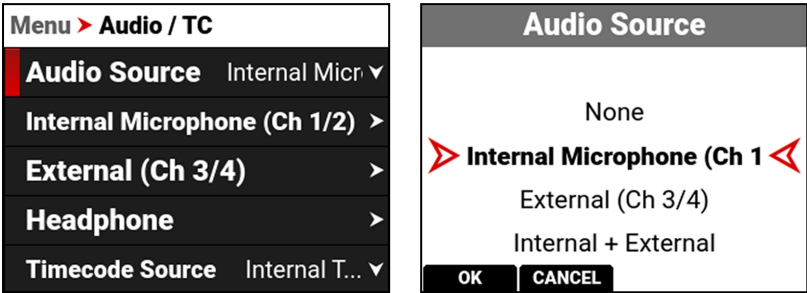 Menu > Audio / TC
Audio Source Internal Micr
Internal Microphone (Ch 1/2)
External (Ch 3/4)
Headphone
Timecode Source Internal T...
Audio Source
None
Internal Microphone (Ch 1
External (Ch 3/4)
Internal + External
OK CANCEL